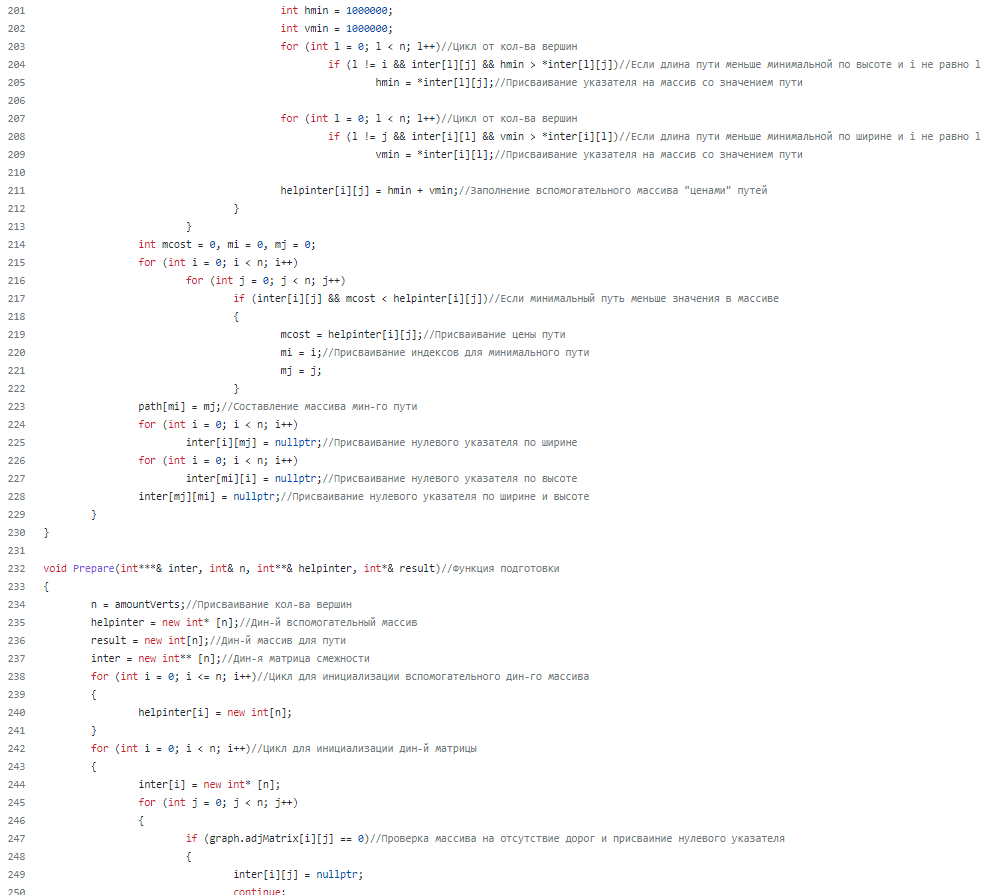 201 int hmin = 1000000;
202 int vmin = 1000000;
203 for (int l = 0; l < n; l++)//Цикл от кол-ва вершин
204 if (l != i && inter[l][j] && hmin > *inter[l][j])//Если длина пути меньше минимальной по высоте и i не равно l
205 hmin = *inter[l][j];//Присваивание указателя на массив со значением пути
206
207 for (int l = 0; l < n; l++)//Цикл от кол-ва вершин
208 if (l != j && inter[i][l] && vmin > *inter[i][l])//Если длина пути меньше минимальной по ширине и i не равно l
209 vmin = *inter[i][l];//Присваивание указателя на массив со значением пути
210
211 helpinter[i][j] = hmin + vmin;//Заполнение вспомогательного массива "ценами" путей
212 }
213 }
214 int mcost = 0, mi = 0, mj = 0;
215 for (int i = 0; i < n; i++)
216 for (int j = 0; j < n; j++)
217 if (inter[i][j] && mcost < helpinter[i][j])//Если минимальный путь меньше значения в массиве
218 {
219 mcost = helpinter[i][j];//Присваивание цены пути
220 mi = i;//Присваивание индексов для минимального пути
221 mj = j;
222 }
223 path[mi] = mj;//Составление массива мин-го пути
224 for (int i = 0; i < n; i++)
225 inter[i][mj] = nullptr;//Присваивание нулевого указателя по ширине
226 for (int i = 0; i < n; i++)
227 inter[mi][i] = nullptr;//Присваивание нулевого указателя по высоте
228 inter[mj][mi] = nullptr;//Присваивание нулевого указателя по ширине и высоте
229 }
230 }
231
232 void Prepare(int***& inter, int& n, int**& helpinter, int*& result)//Функция подготовки
233 {
234 n = amountVerts;//Присваивание кол-ва вершин
235 helpinter = new int* [n];//Дин-й вспомогательный массив
236 result = new int[n];//Дин-й массив для пути
237 inter = new int** [n];//Дин-я матрица смежности
238 for (int i = 0; i <= n; i++)//Цикл для инициализации вспомогательного дин-го массива
239 {
240 helpinter[i] = new int[n];
241 }
242 for (int i = 0; i < n; i++)//Цикл для инициализации дин-й матрицы
243 {
244 inter[i] = new int* [n];
245 for (int j = 0; j < n; j++)
246 {
247 if (graph.adjMatrix[i][j] == 0)//Проверка массива на отсутствие дорог и присваиние нулевого указателя
248 {
249 inter[i][j] = nullptr;
250 continue;